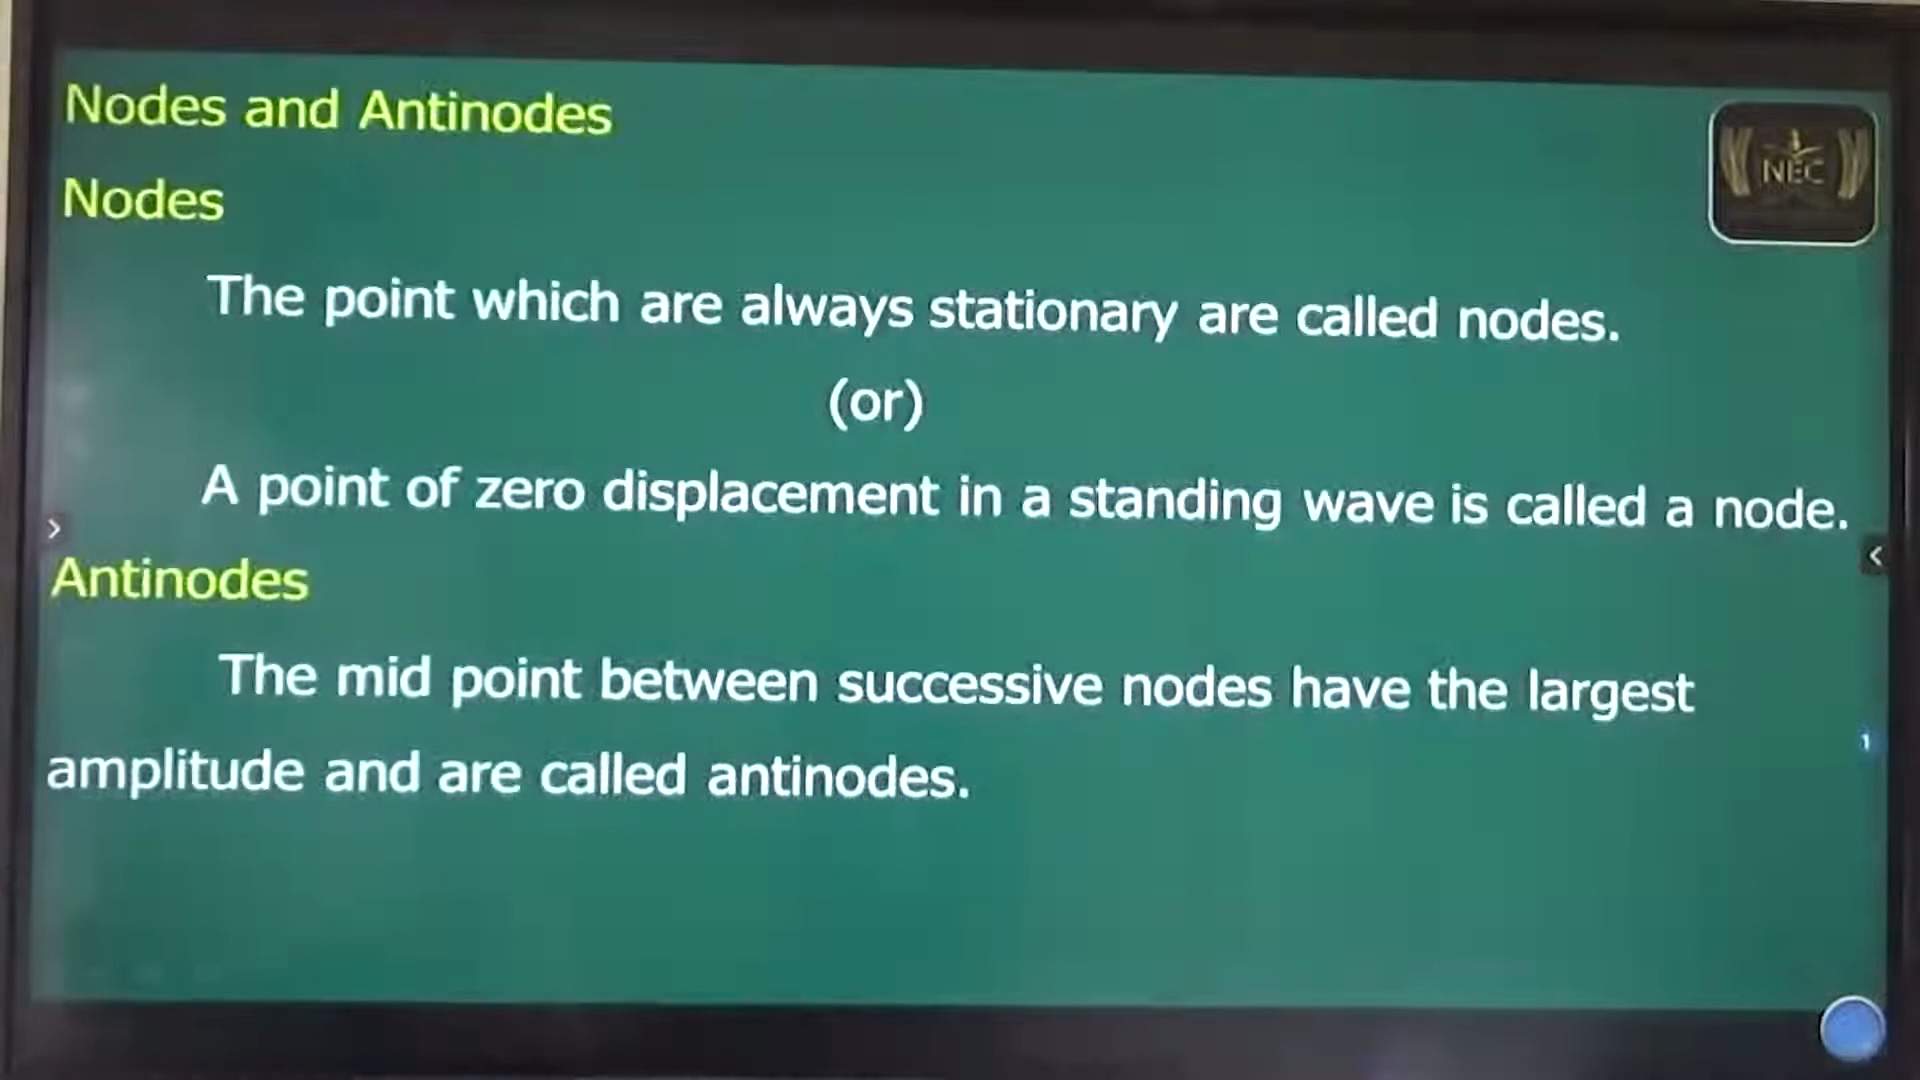 Nodes and Antinodes
NEC
Nodes
The point which are always stationary are called nodes.
(or)
A point of zero displacement in a standing wave is called a node.
Antinodes
The mid point between successive nodes have the largest
amplitude and are called antinodes.
1